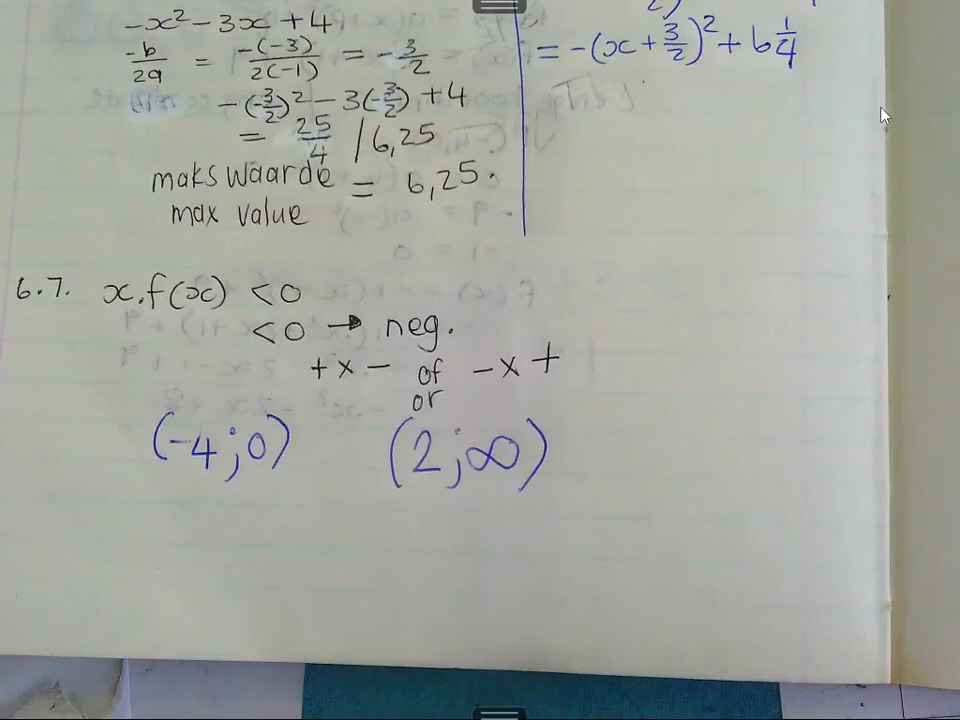 -x² - 3x + 4
-b/2a = -(-3)/2(-1) = -3/2
-(-3/2)² - 3(-3/2) + 4
= 25/4 / 6,25
maks waarde = 6,25.
max value
= -(x + 3/2)² + 6 1/4
6.7. x.f(x) < 0
< 0 → neg.
+ x - of - x +
or
(-4;0) (2;∞)